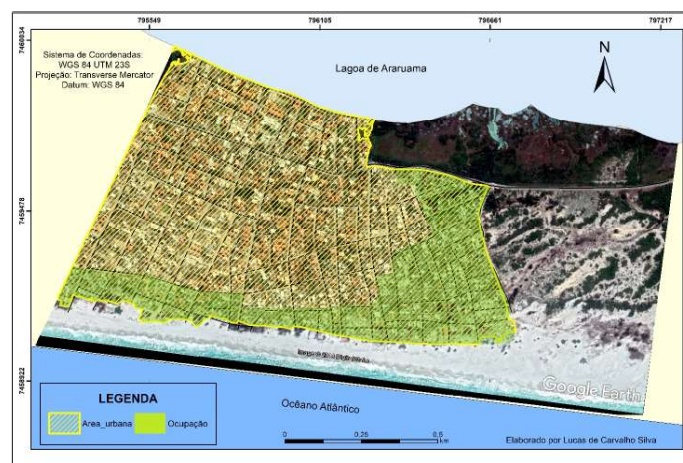 795549 796105 796661 797217
7460034
Sistema de Coordenadas:
WGS 84 UTM 23S
Projeção: Transverse Mercator
Datum: WGS 84
Lagoa de Araruama
N
7459478
7458922
Google Earth
LEGENDA
Area_urbana
Ocupação
Oceano Atlântico
0 0,25 0,5
km
Elaborado por Lucas de Carvalho Silva